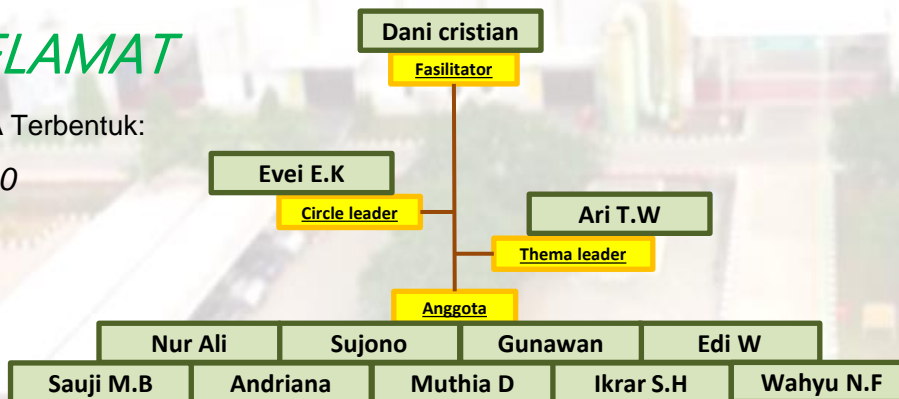 ELAMAT
A Terbentuk:
0
Dani cristian
Fasilitator
Evei E.K
Circle leader
Ari T.W
Thema leader
Anggota
Nur Ali Sujono Gunawan Edi W
Sauji M.B Andriana Muthia D Ikrar S.H Wahyu N.F